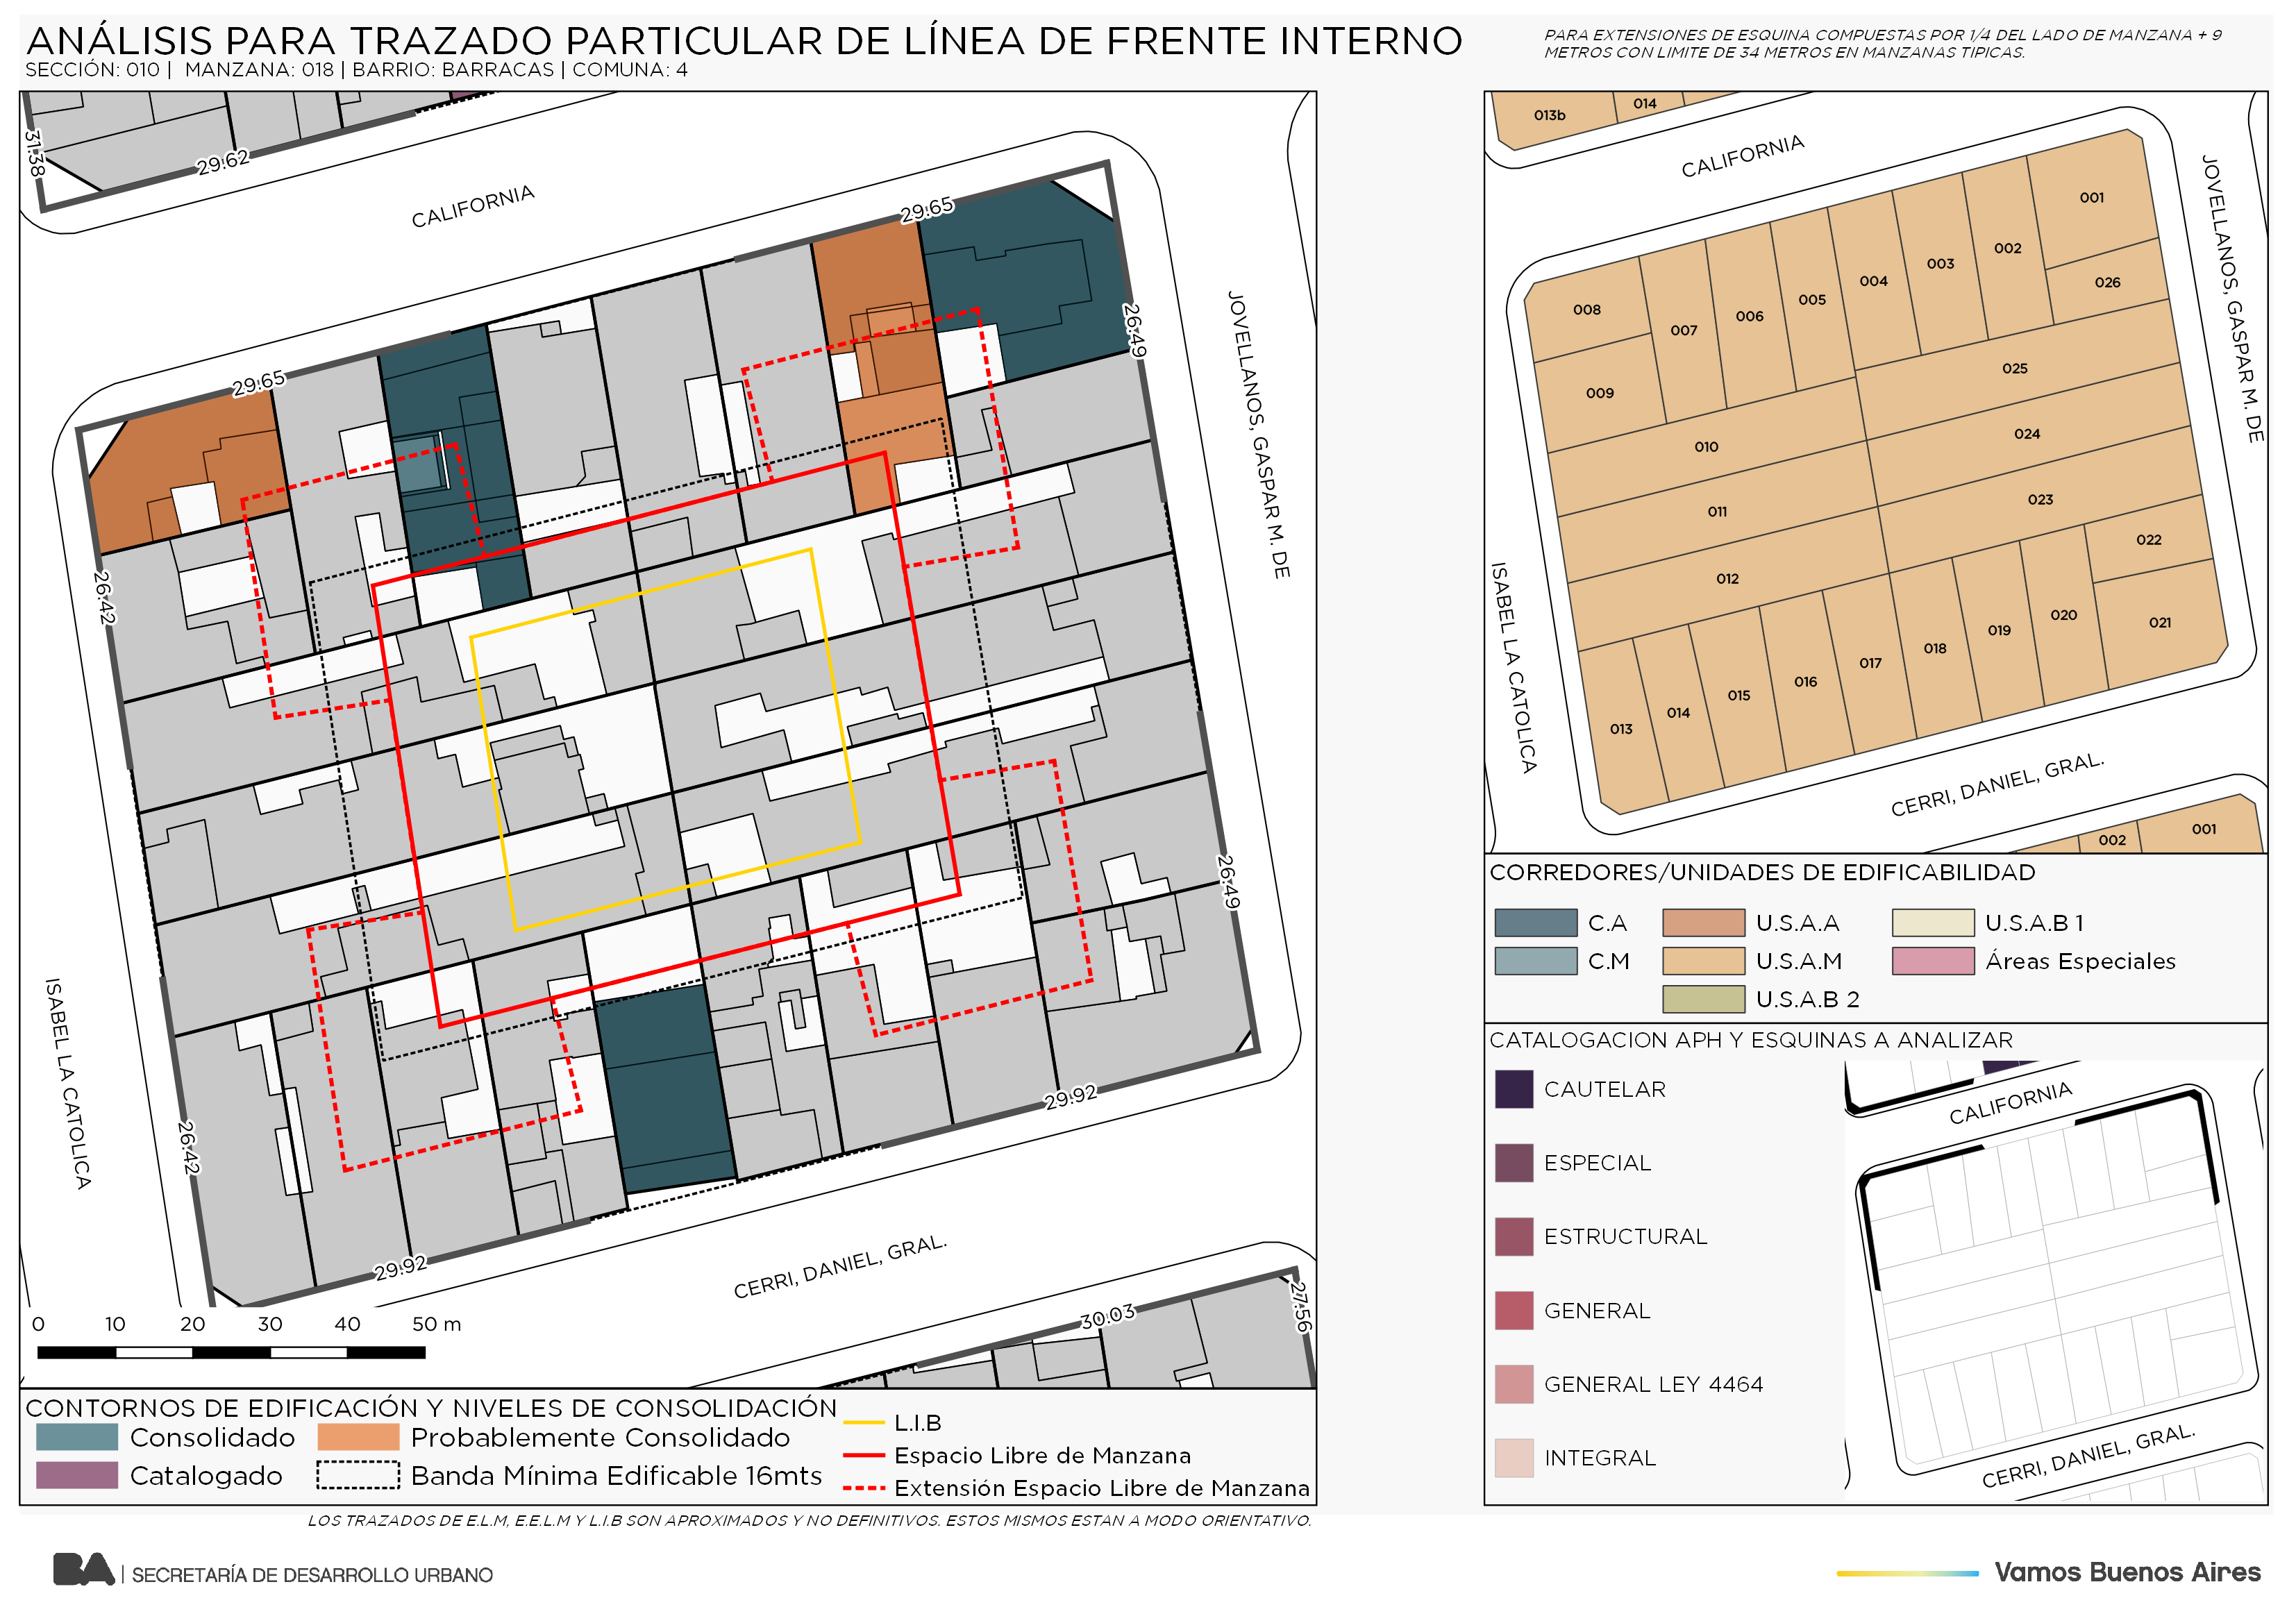 ANÁLISIS PARA TRAZADO PARTICULAR DE LÍNEA DE FRENTE INTERNO
SECCIÓN: 010 | MANZANA: 018 | BARRIO: BARRACAS | COMUNA: 4
PARA EXTENSIONES DE ESQUINA COMPUESTAS POR 1/4 DEL LADO DE MANZANA + 9
METROS CON LIMITE DE 34 METROS EN MANZANAS TIPICAS.
31.38
29.62
CALIFORNIA
29.65
29.65
26.49
JOVELLANOS, GASPAR M. DE
26.42
26.49
ISABEL LA CATOLICA
26.42
29.92
29.92
CERRI, DANIEL, GRAL.
30.03
27.56
0 10 20 30 40 50 m
CONTORNOS DE EDIFICACIÓN Y NIVELES DE CONSOLIDACIÓN
Consolidado
Probablemente Consolidado
Catalogado
Banda Mínima Edificable 16mts
L.I.B
Espacio Libre de Manzana
Extensión Espacio Libre de Manzana
LOS TRAZADOS DE E.L.M, E.E.L.M Y L.I.B SON APROXIMADOS Y NO DEFINITIVOS. ESTOS MISMOS ESTAN A MODO ORIENTATIVO.
013b
014
CALIFORNIA
JOVELLANOS, GASPAR M. DE
001
002
003
004
005
006
007
008
026
009
025
010
024
011
023
012
022
021
020
019
018
017
016
015
014
013
ISABEL LA CATOLICA
CERRI, DANIEL, GRAL.
002
001
CORREDORES/UNIDADES DE EDIFICABILIDAD
C.A
U.S.A.A
U.S.A.B 1
C.M
U.S.A.M
Áreas Especiales
U.S.A.B 2
CATALOGACION APH Y ESQUINAS A ANALIZAR
CAUTELAR
ESPECIAL
ESTRUCTURAL
GENERAL
GENERAL LEY 4464
INTEGRAL
CALIFORNIA
CERRI, DANIEL, GRAL.
BA | SECRETARÍA DE DESARROLLO URBANO
Vamos Buenos Aires